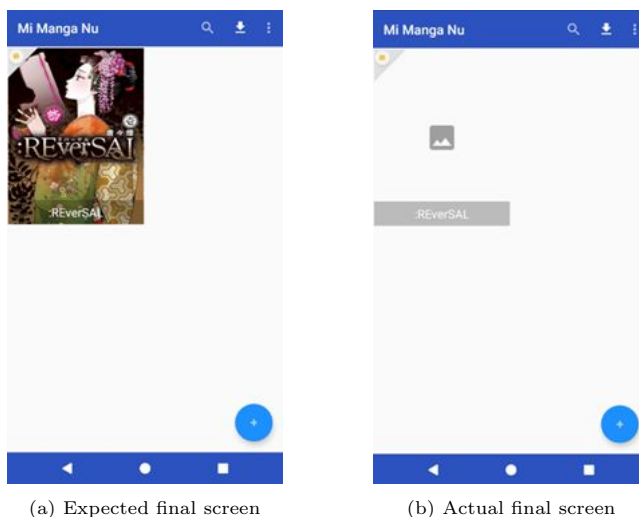 Mi Manga Nu
:REverSAL
:REverSAL
(a) Expected final screen
Mi Manga Nu
:REverSAL
(b) Actual final screen